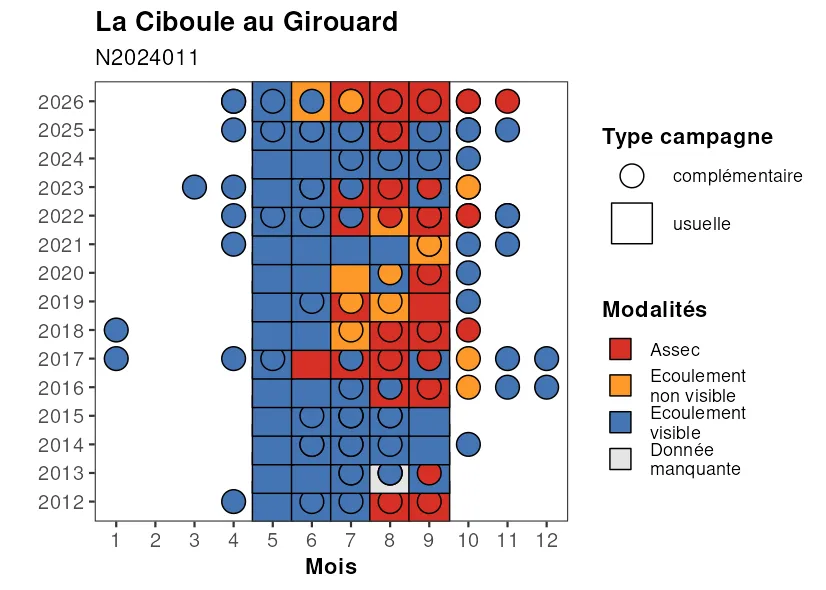 La Ciboule au Girouard
N2024011
2026
2025
2024
2023
2022
2021
2020
2019
2018
2017
2016
2015
2014
2013
2012
1 2 3 4 5 6 7 8 9 10 11 12
Mois
Type campagne
complémentaire
usuelle
Modalités
Assec
Ecoulement
non visible
Ecoulement
visible
Donnée
manquante